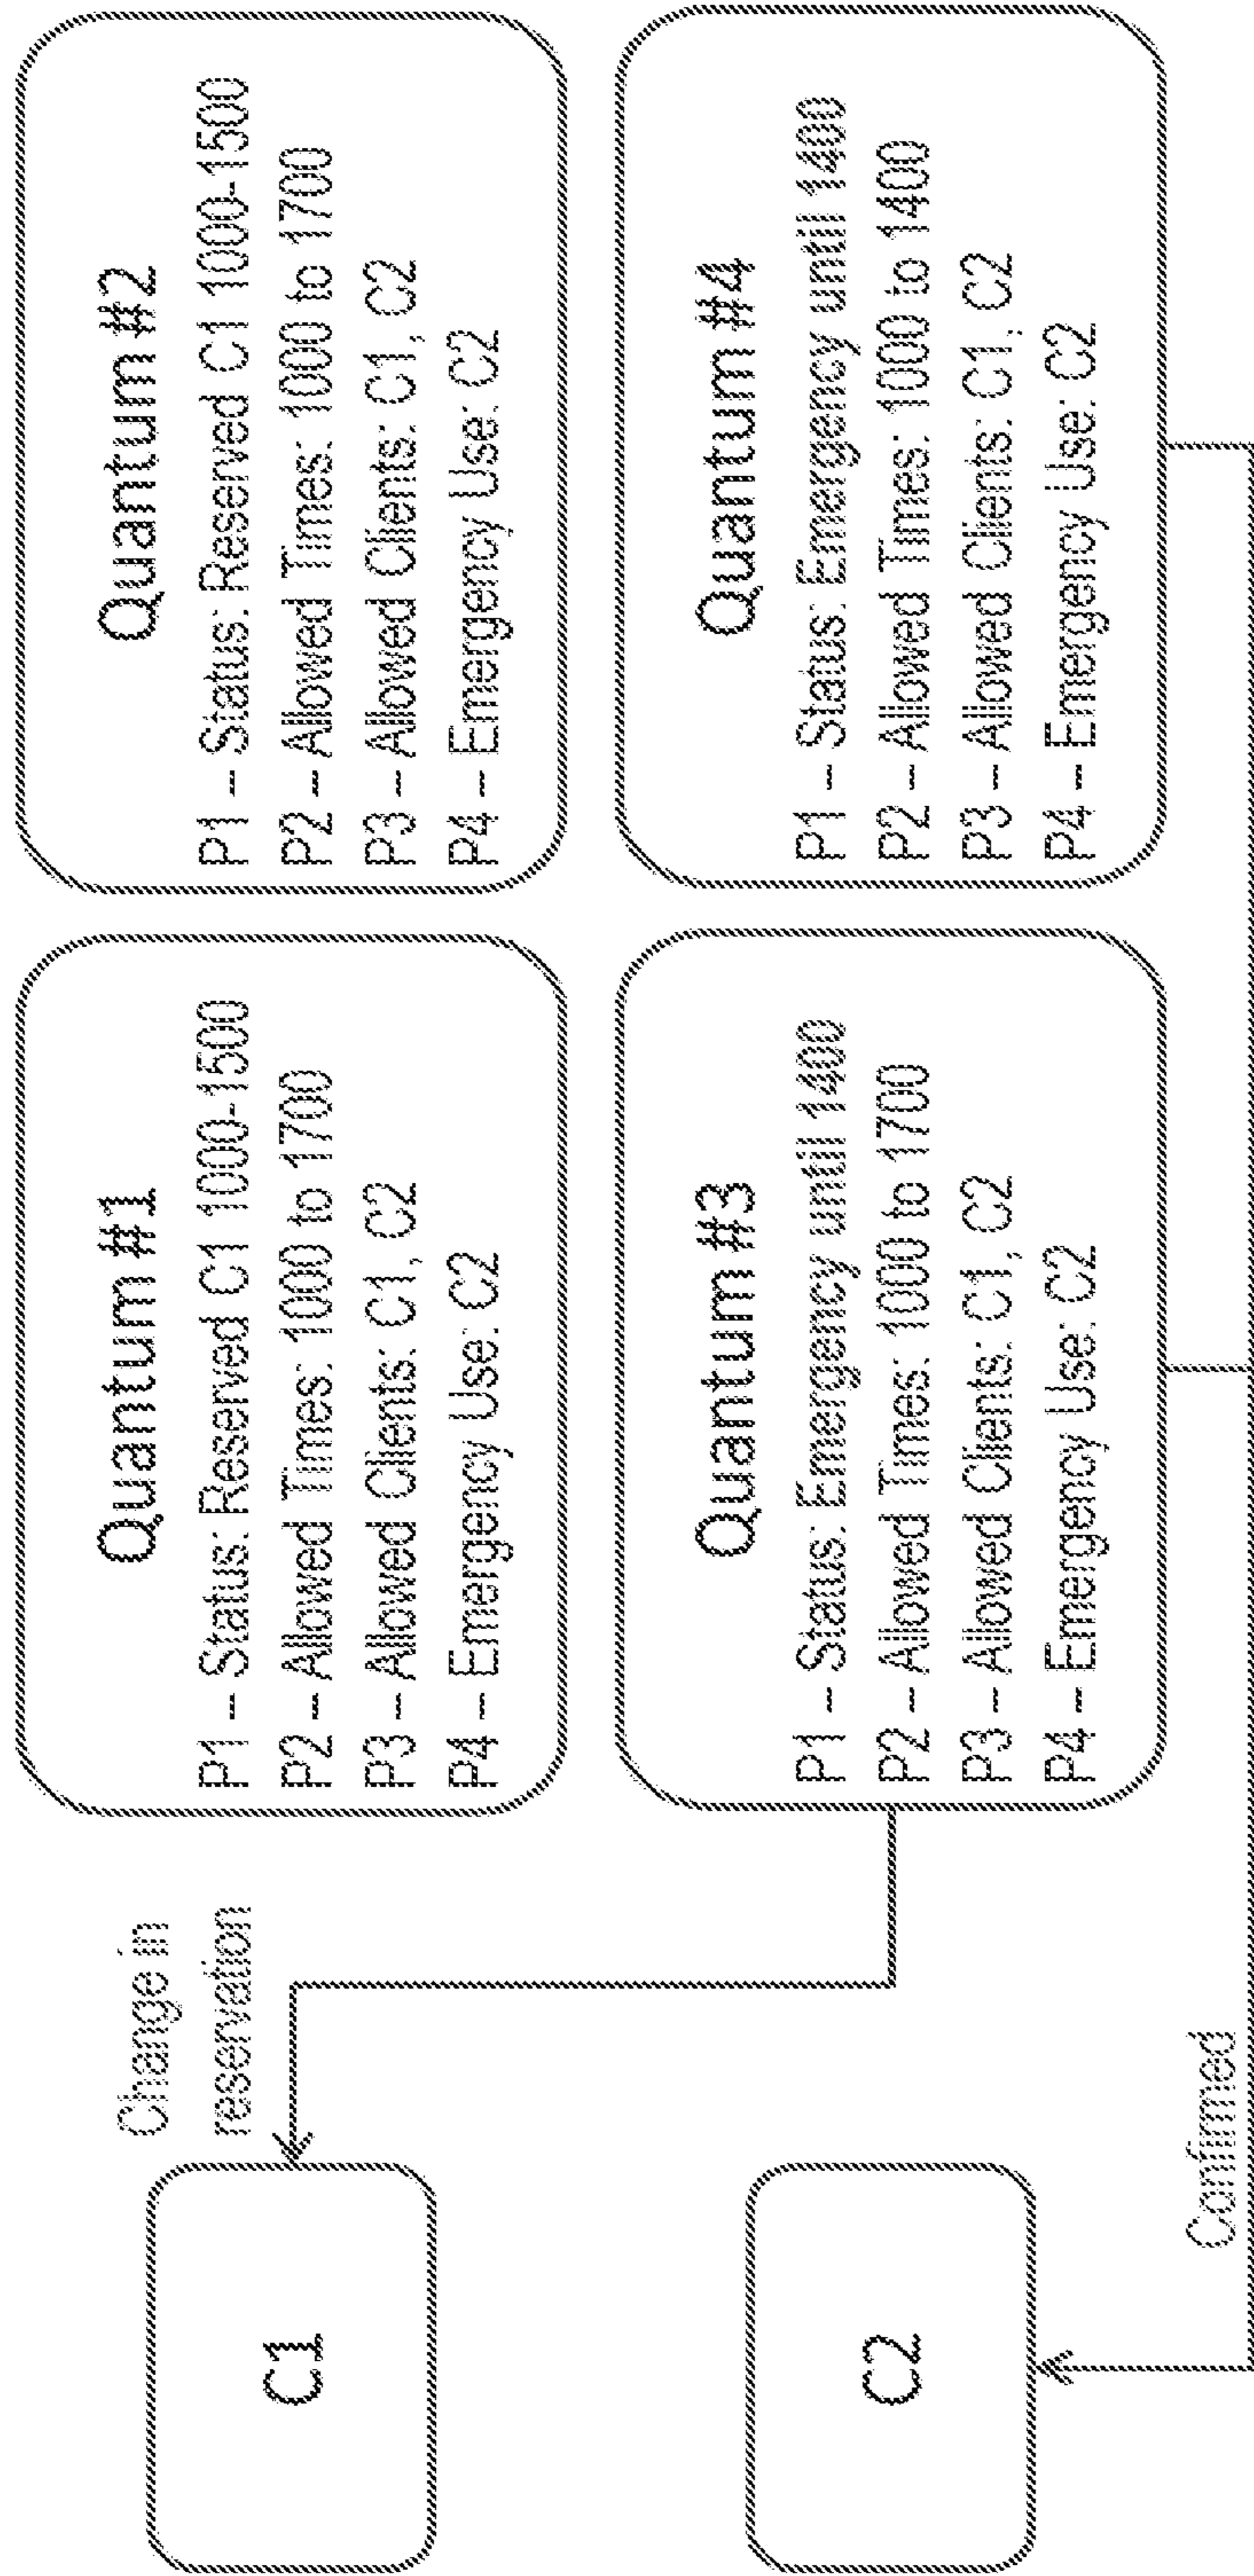 Change in
reservation
C1
C2
Confirmed
Quantum #1
P1 – Status: Reserved C1 1000-1500
P2 – Allowed Times: 1000 to 1700
P3 – Allowed Clients: C1, C2
P4 – Emergency Use: C2
Quantum #2
P1 – Status: Reserved C1 1000-1500
P2 – Allowed Times: 1000 to 1700
P3 – Allowed Clients: C1, C2
P4 – Emergency Use: C2
Quantum #3
P1 – Status: Emergency until 1400
P2 – Allowed Times: 1000 to 1700
P3 – Allowed Clients: C1, C2
P4 – Emergency Use: C2
Quantum #4
P1 – Status: Emergency until 1400
P2 – Allowed Times: 1000 to 1400
P3 – Allowed Clients: C1, C2
P4 – Emergency Use: C2